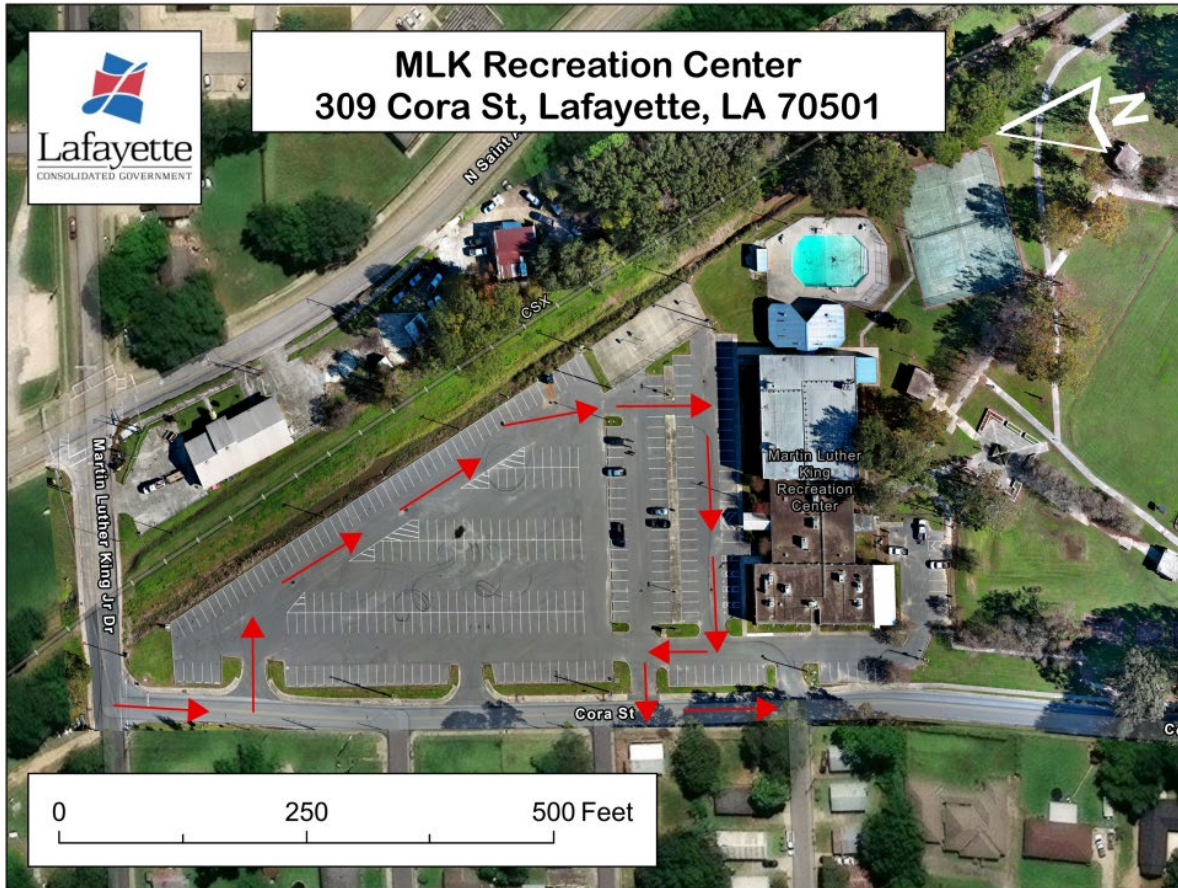 Lafayette
CONSOLIDATED GOVERNMENT
MLK Recreation Center
309 Cora St, Lafayette, LA 70501
N
N Saint A
CSX
Martin Luther King Jr Dr
Martin Luther
King
Recreation
Center
Cora St
Co
0 250 500 Feet